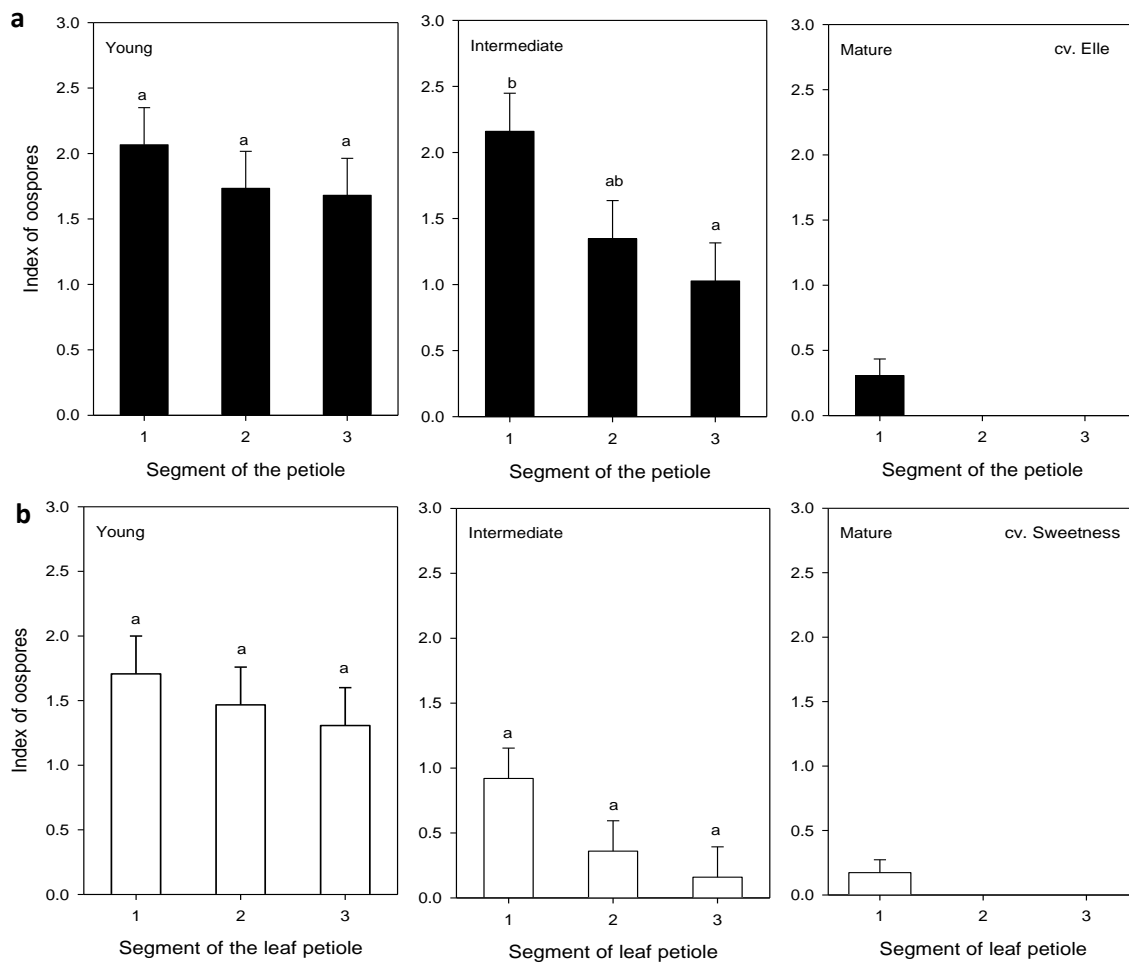 a
Young
Intermediate
Mature cv. Elle
Index of oospores
3.0
2.5
2.0
1.5
1.0
0.5
0.0
a a a
1 2 3
Segment of the petiole
3.0
2.5
2.0
1.5
1.0
0.5
0.0
b ab a
1 2 3
Segment of the petiole
3.0
2.5
2.0
1.5
1.0
0.5
0.0
1 2 3
Segment of the petiole
b
Young
Intermediate
Mature cv. Sweetness
Index of oospores
3.0
2.5
2.0
1.5
1.0
0.5
0.0
a a a
1 2 3
Segment of the leaf petiole
3.0
2.5
2.0
1.5
1.0
0.5
0.0
a a a
1 2 3
Segment of leaf petiole
3.0
2.5
2.0
1.5
1.0
0.5
0.0
1 2 3
Segment of leaf petiole